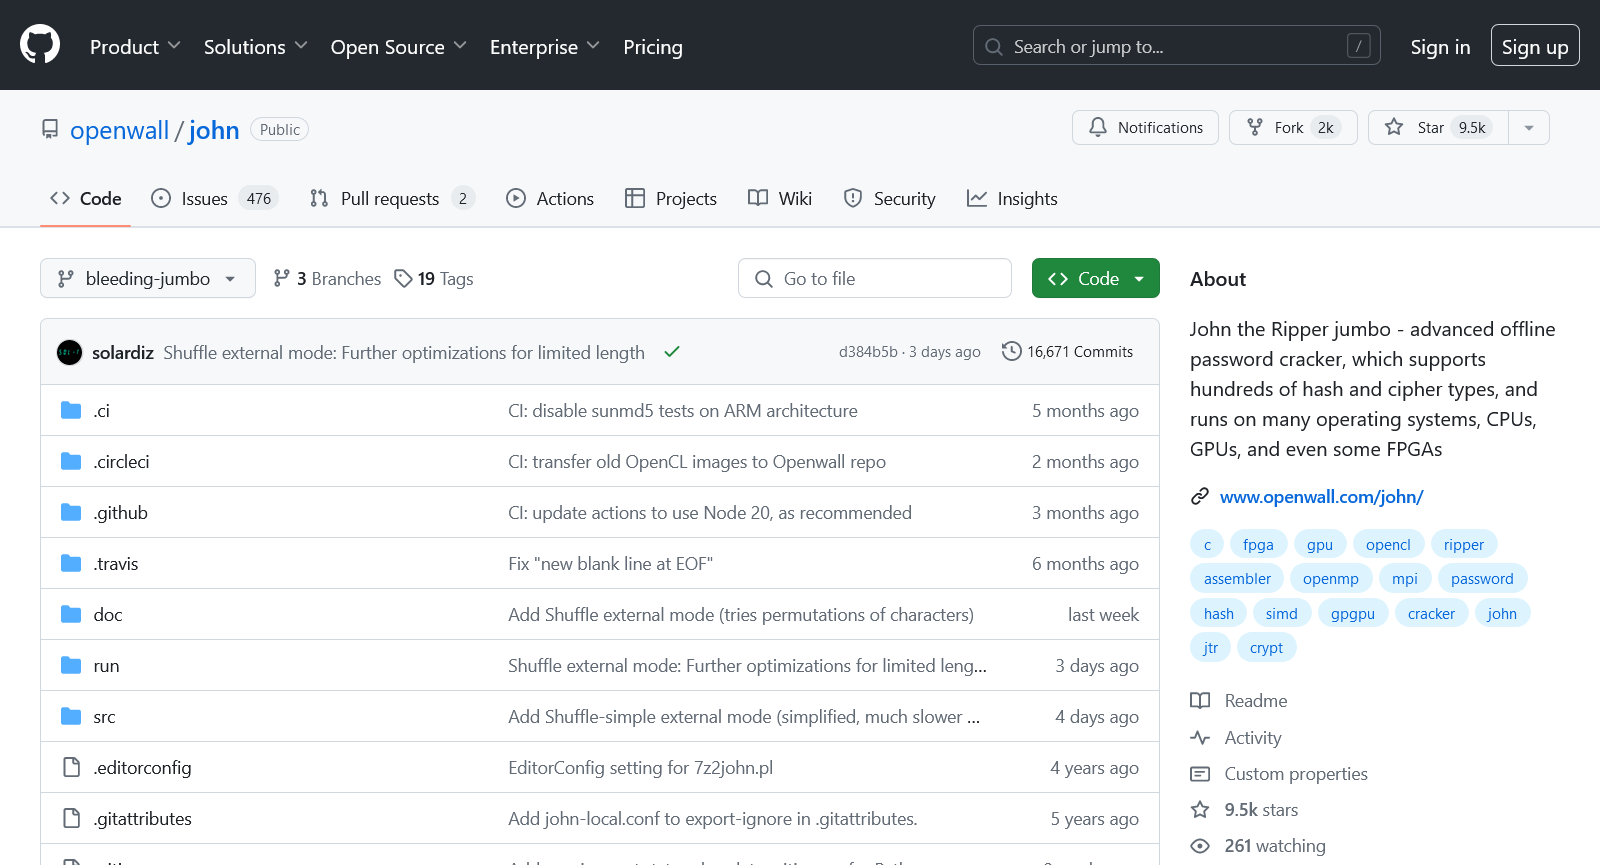 Product Solutions Open Source Enterprise Pricing Search or jump to... / Sign in Sign up
openwall / john Public Notifications Fork 2k Star 9.5k
Code Issues 476 Pull requests 2 Actions Projects Wiki Security Insights
bleeding-jumbo 3 Branches 19 Tags Go to file Code
solardiz Shuffle external mode: Further optimizations for limited length d384b5b · 3 days ago 16,671 Commits
.ci CI: disable sunmd5 tests on ARM architecture 5 months ago
.circleci CI: transfer old OpenCL images to Openwall repo 2 months ago
.github CI: update actions to use Node 20, as recommended 3 months ago
.travis Fix "new blank line at EOF" 6 months ago
doc Add Shuffle external mode (tries permutations of characters) last week
run Shuffle external mode: Further optimizations for limited leng... 3 days ago
src Add Shuffle-simple external mode (simplified, much slower ... 4 days ago
.editorconfig EditorConfig setting for 7z2john.pl 4 years ago
.gitattributes Add john-local.conf to export-ignore in .gitattributes. 5 years ago
About
John the Ripper jumbo - advanced offline
password cracker, which supports
hundreds of hash and cipher types, and
runs on many operating systems, CPUs,
GPUs, and even some FPGAs
www.openwall.com/john/
c fpga gpu opencl ripper
assembler openmp mpi password
hash simd gpgpu cracker john
jtr crypt
Readme
Activity
Custom properties
9.5k stars
261 watching